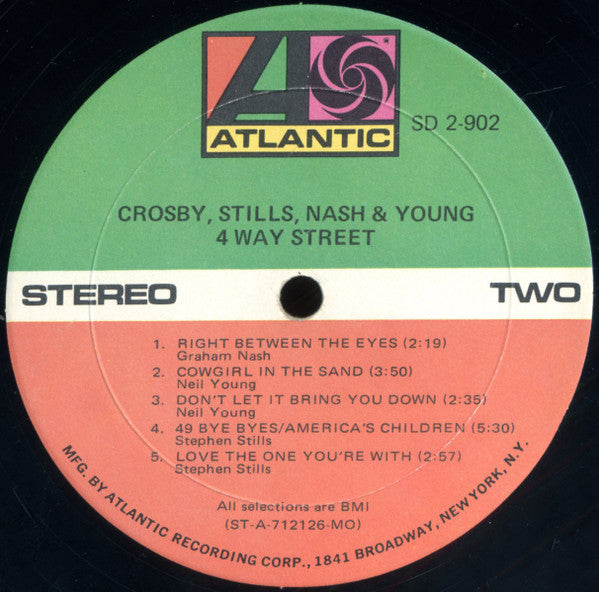 ATLANTIC
SD 2-902
CROSBY, STILLS, NASH & YOUNG
4 WAY STREET
STEREO
TWO
1. RIGHT BETWEEN THE EYES (2:19)
Graham Nash
2. COWGIRL IN THE SAND (3:50)
Neil Young
3. DON'T LET IT BRING YOU DOWN (2:35)
Neil Young
4. 49 BYE BYES/AMERICA'S CHILDREN (5:30)
Stephen Stills
5. LOVE THE ONE YOU'RE WITH (2:57)
Stephen Stills
All selections are BMI
(ST-A-712126-MO)
MFG. BY ATLANTIC RECORDING CORP., 1841 BROADWAY, NEW YORK, N.Y.